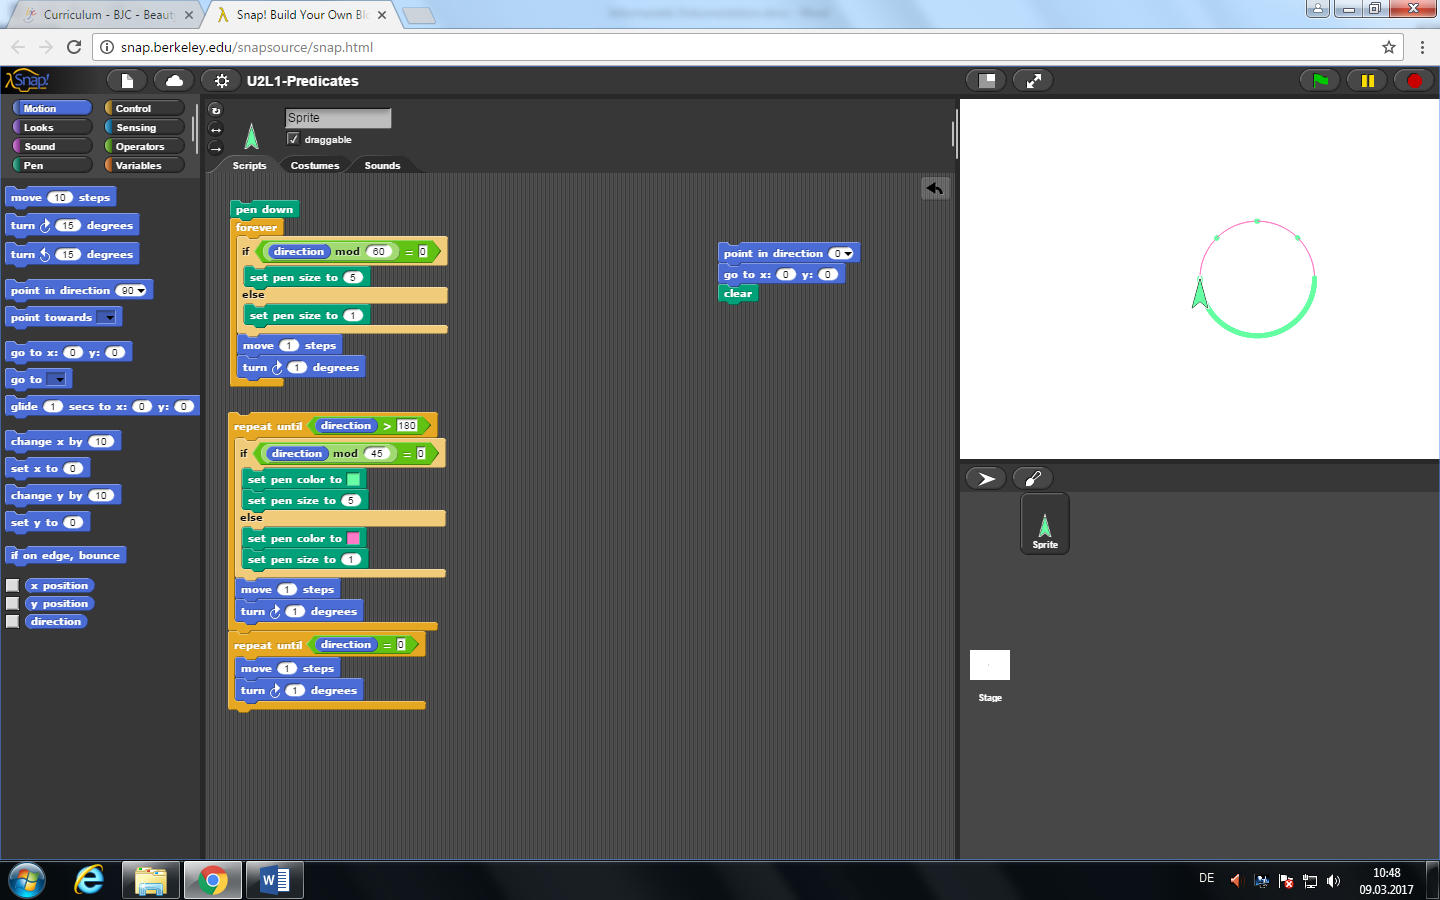 Curriculum - BJC - Beaut
Snap! Build Your Own Blo
snap.berkeley.edu/snapsource/snap.html
Snap!
U2L1-Predicates
Motion
Control
Looks
Sensing
Sound
Operators
Pen
Variables
Sprite
draggable
Scripts
Costumes
Sounds
move 10 steps
turn 15 degrees
turn 15 degrees
point in direction 90
point towards
go to x: 0 y: 0
go to
glide 1 secs to x: 0 y: 0
change x by 10
set x to 0
change y by 10
set y to 0
if on edge, bounce
x position
y position
direction
pen down
forever
if direction mod 60 = 0
set pen size to 5
else
set pen size to 1
move 1 steps
turn 1 degrees
repeat until direction > 180
if direction mod 45 = 0
set pen color to
set pen size to 5
else
set pen color to
set pen size to 1
move 1 steps
turn 1 degrees
repeat until direction = 0
move 1 steps
turn 1 degrees
point in direction 0
go to x: 0 y: 0
clear
Sprite
Stage
DE
10:48
09.03.2017